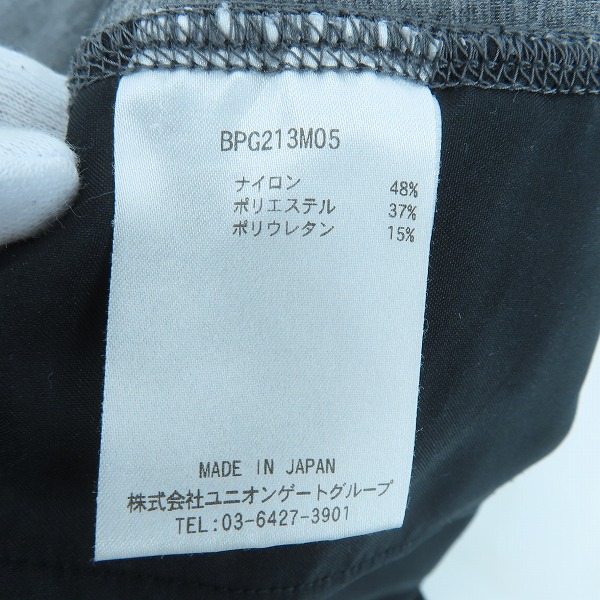 BPG213M05
ナイロン 48%
ポリエステル 37%
ポリウレタン 15%
MADE IN JAPAN
株式会社ユニオンゲートグループ
TEL:03-6427-3901